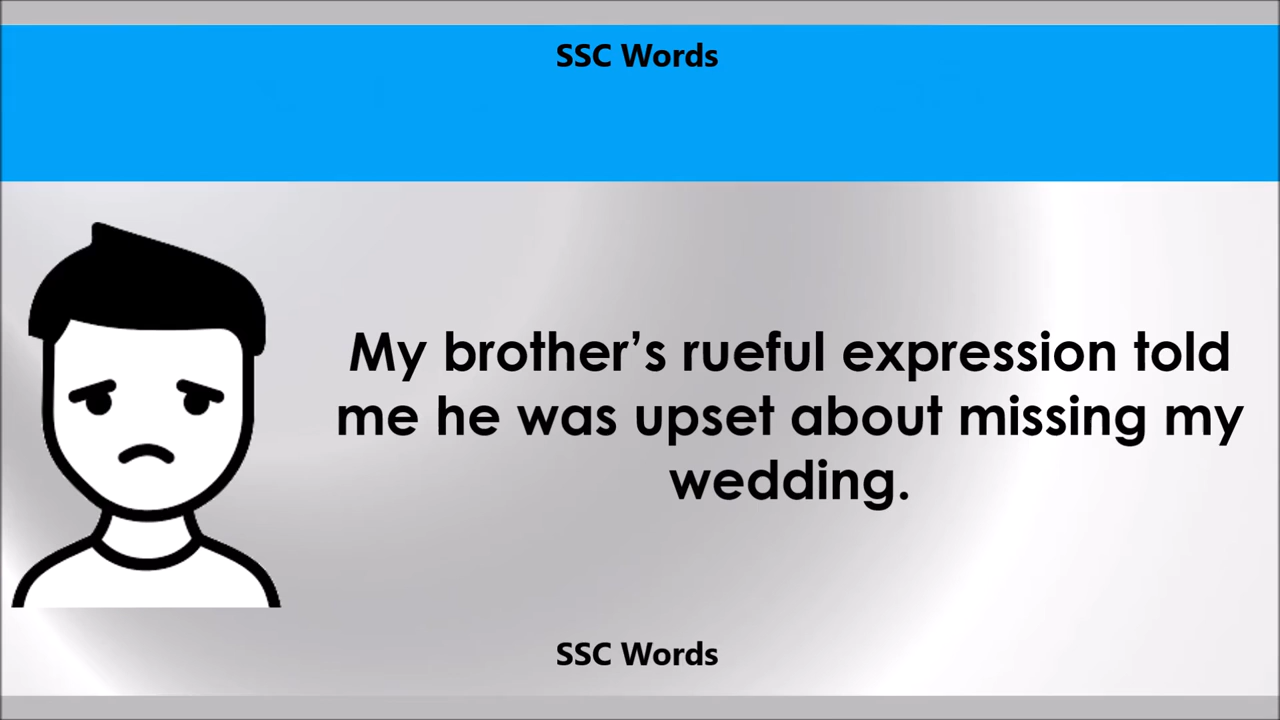 SSC Words
My brother’s rueful expression told
me he was upset about missing my
wedding.
SSC Words